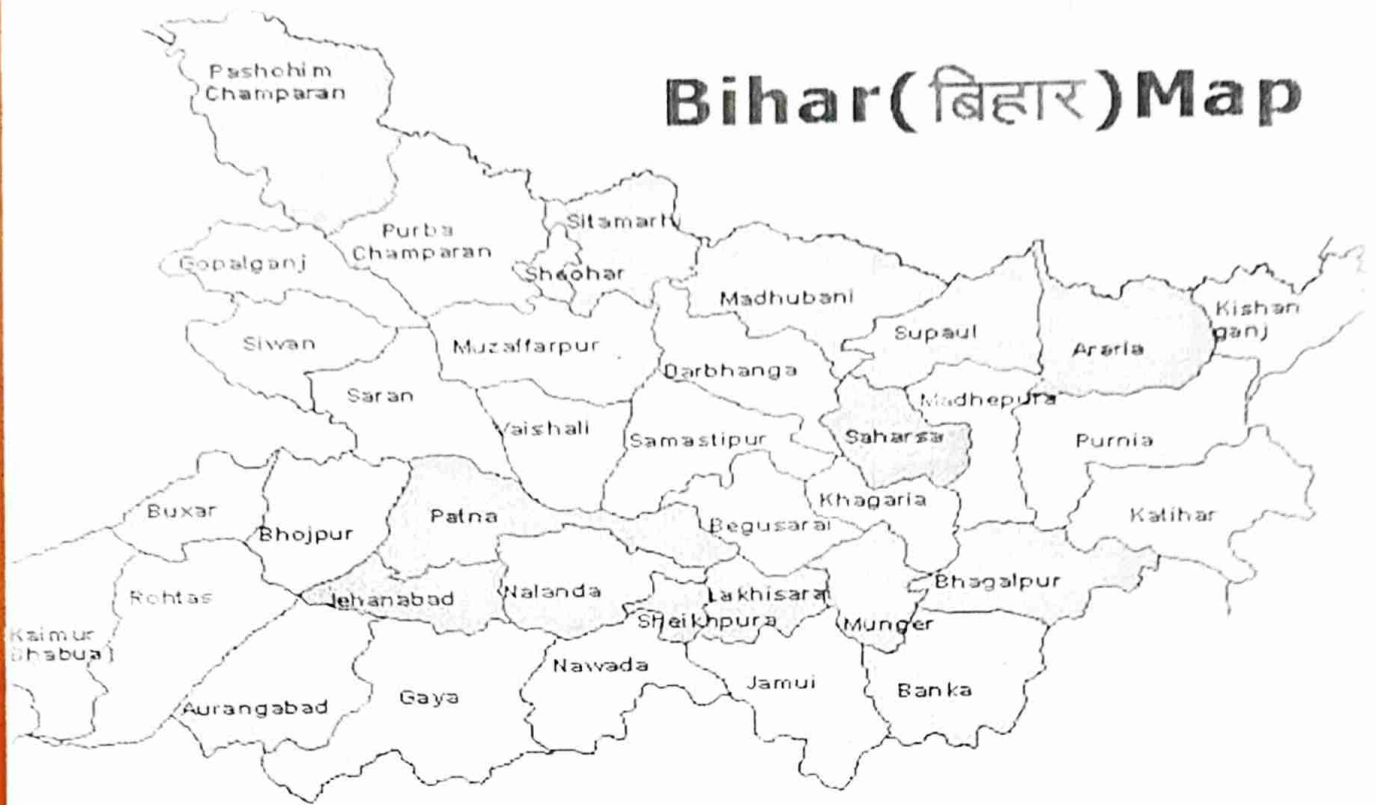 Bihar(बिहार)Map
Pashohim
Champaran
Sitamarhi
Purba
Champaran
Gopalganj
Sheohar
Madhubani
Kishan
ganj
Siwan
Muzaffarpur
Supaul
Araria
Darbhanga
Saran
Madhepura
Vaishali
Samastipur
Saharsa
Purnia
Buxar
Patna
Khagaria
Begusarai
Katihar
Bhojpur
Rohtas
Jehanabad
Nalanda
Lakhisarai
Bhagalpur
Sheikhpura
Munger
Kaimur
Bhabua)
Nawada
Jamui
Banka
Gaya
Aurangabad